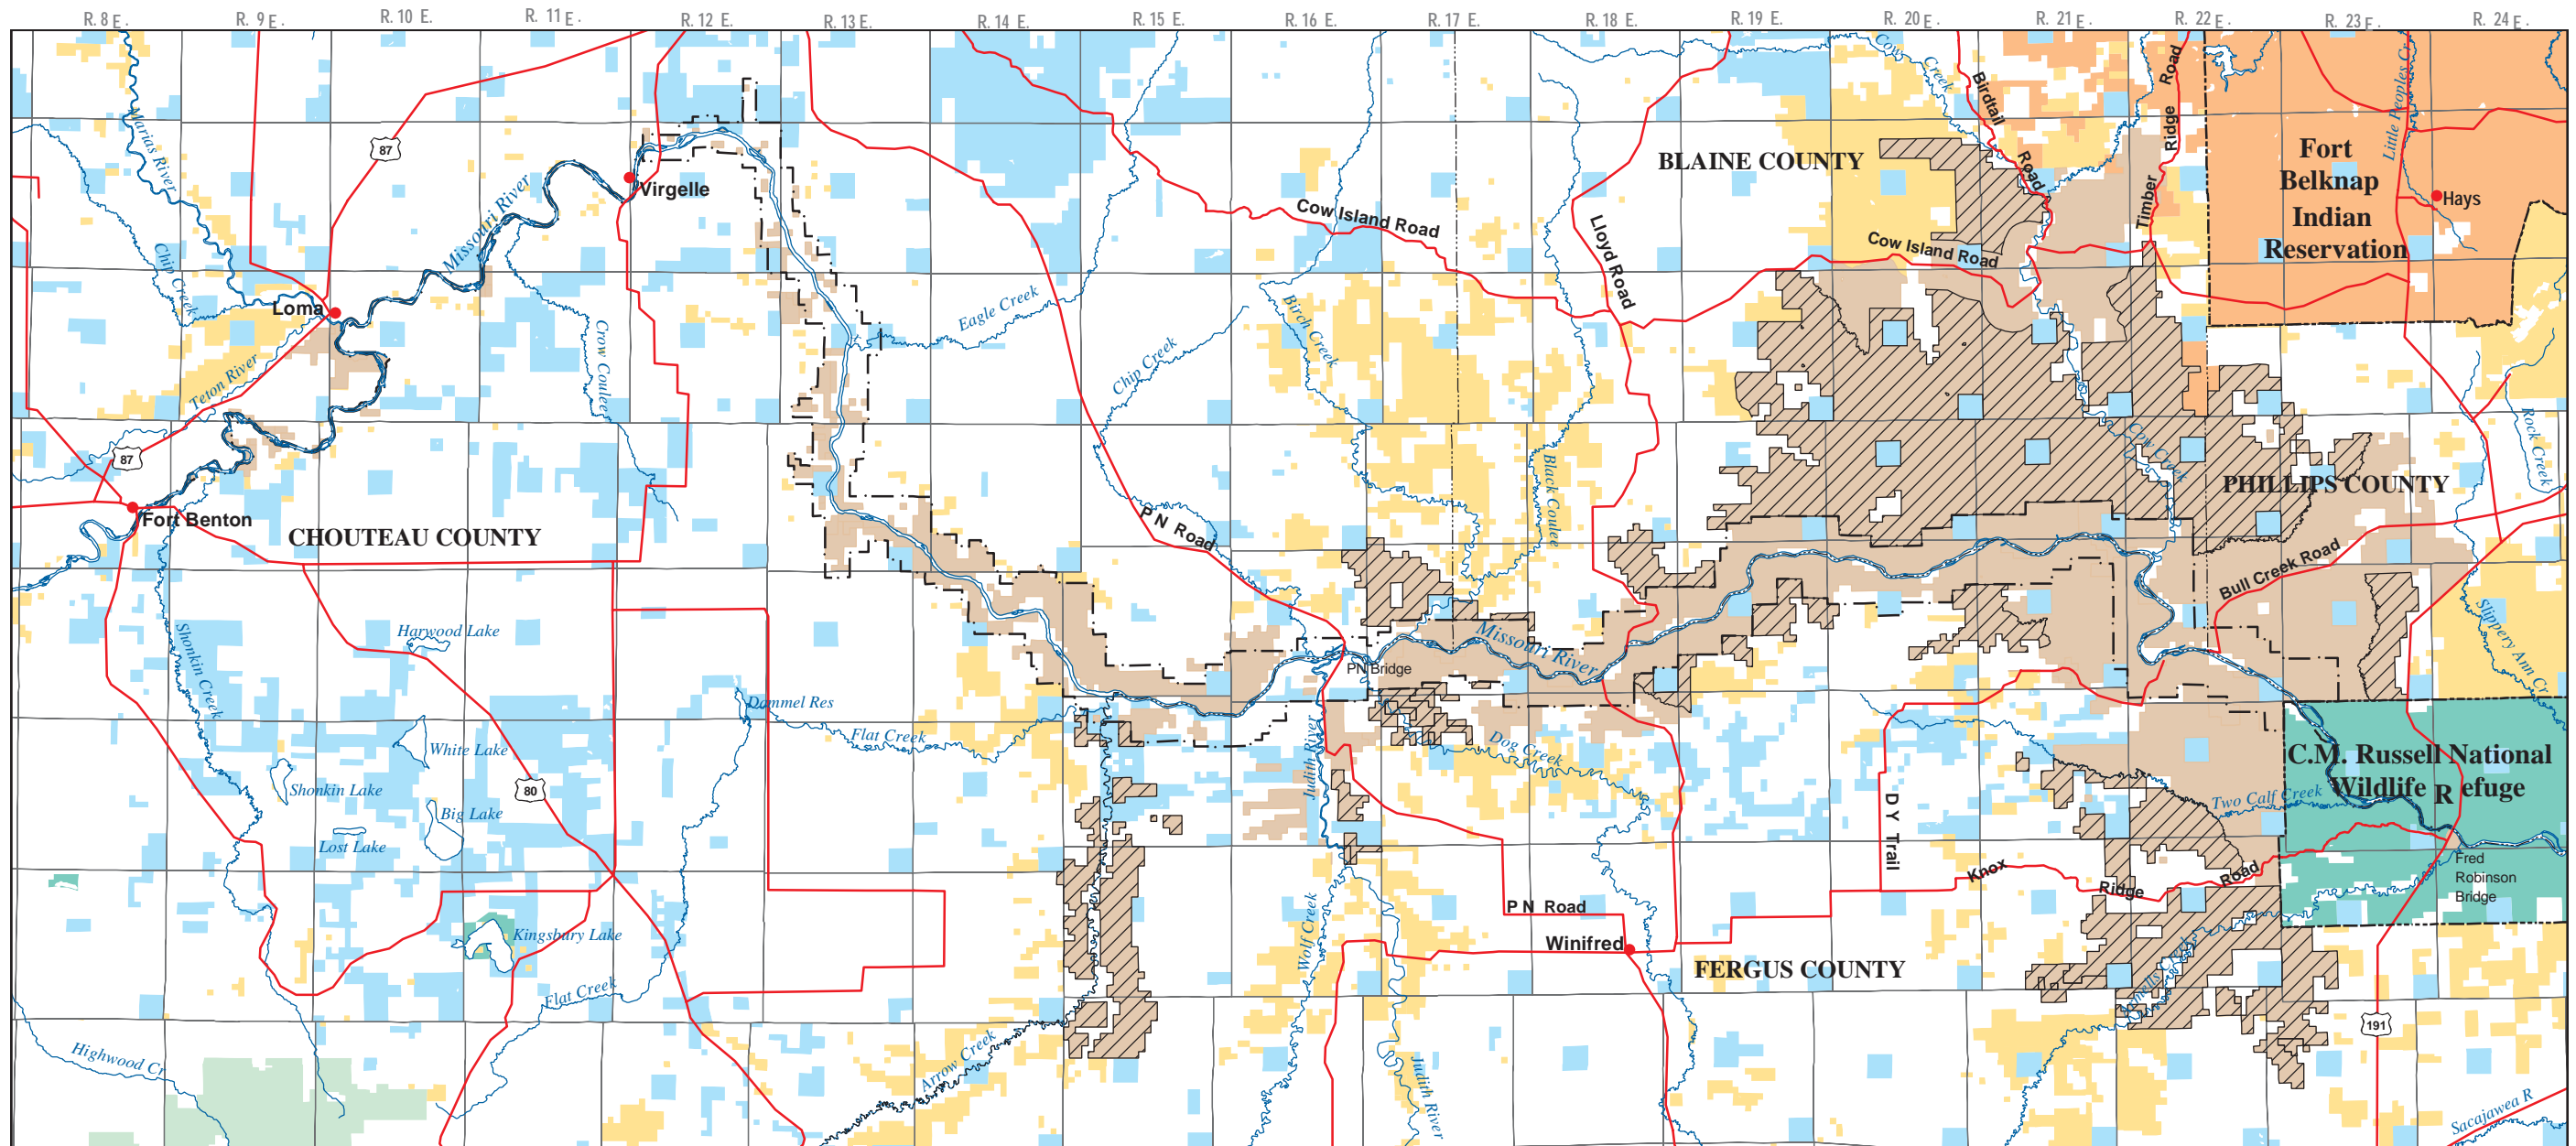 R. 8 E. R. 9 E. R. 10 E. R. 11 E. R. 12 E. R. 13 E. R. 14 E. R. 15 E. R. 16 E. R. 17 E. R. 18 E. R. 19 E. R. 20 E. R. 21 E. R. 22 E. R. 23 E. R. 24 E.
Marias River
Chip Creek
87
Missouri River
Virgelle
Loma
Teton River
Crow Coulee
87
Fort Benton
CHOUTEAU COUNTY
Eagle Creek
Chip Creek
Birch Creek
Cow Island Road
Lloyd Road
BLAINE COUNTY
Cow Creek
Birdtail Road
Timber Ridge Road
Cow Island Road
Little Peoples Cr
Fort
Belknap
Indian
Reservation
Hays
Rock Creek
Cow Creek
PHILLIPS COUNTY
Bull Creek Road
Slippery Ann Cr
Black Coulee
P N Road
PN Bridge
Missouri River
Shonkin Creek
Harwood Lake
White Lake
Shonkin Lake
Big Lake
Lost Lake
80
Dammel Res
Flat Creek
Kingsbury Lake
Flat Creek
Highwood Cr
Arrow Creek
Judith River
Dog Creek
Wolf Creek
P N Road
Winifred
FERGUS COUNTY
Judith River
D Y Trail
Knox Ridge Road
C.M. Russell National
Wildlife Refuge
Two Calf Creek
Fred
Robinson
Bridge
191
Sacajawea R